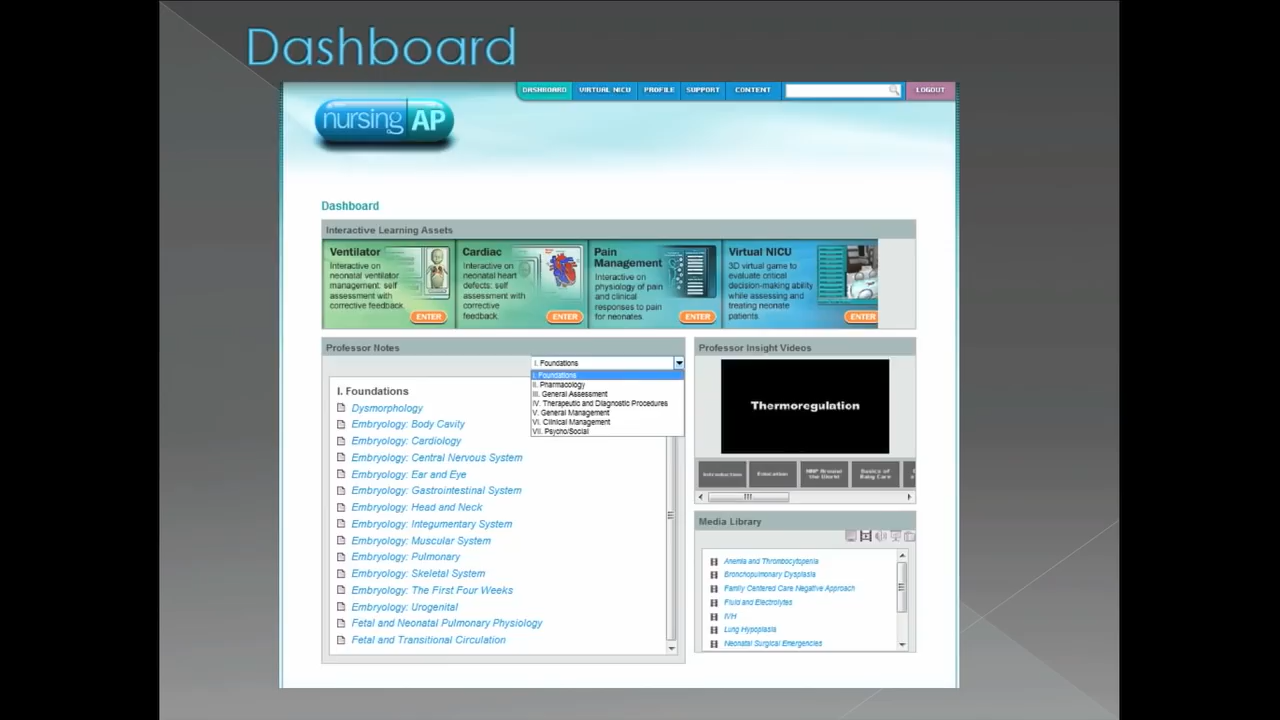 Dashboard
DASHBOARD VIRTUAL NICU PROFILE SUPPORT CONTENT LOGOUT
nursing AP
Dashboard
Interactive Learning Assets
Ventilator
Interactive on
neonatal ventilator
management: self
assessment with
corrective feedback.
ENTER
Cardiac
Interactive on
neonatal heart
defects: self
assessment with
corrective
feedback.
ENTER
Pain
Management
Interactive on
physiology of pain
and clinical
responses to pain
for neonates.
ENTER
Virtual NICU
3D virtual game to
evaluate critical
decision-making ability
while assessing and
treating neonate
patients.
ENTER
Professor Notes
I. Foundations
I. Foundations
II. Pharmacology
III. General Assessment
IV. Therapeutic and Diagnostic Procedures
V. General Management
VI. Clinical Management
VII. Psycho/Social
I. Foundations
Dysmorphology
Embryology: Body Cavity
Embryology: Cardiology
Embryology: Central Nervous System
Embryology: Ear and Eye
Embryology: Gastrointestinal System
Embryology: Head and Neck
Embryology: Integumentary System
Embryology: Muscular System
Embryology: Pulmonary
Embryology: Skeletal System
Embryology: The First Four Weeks
Embryology: Urogenital
Fetal and Neonatal Pulmonary Physiology
Fetal and Transitional Circulation
Professor Insight Videos
Thermoregulation
Introduction
Education
NRP Around
the World
Basics of
Baby Care
Media Library
Anemia and Thrombocytopenia
Bronchopulmonary Dysplasia
Family Centered Care Negative Approach
Fluid and Electrolytes
IVH
Lung Hypoplasia
Neonatal Surgical Emergencies